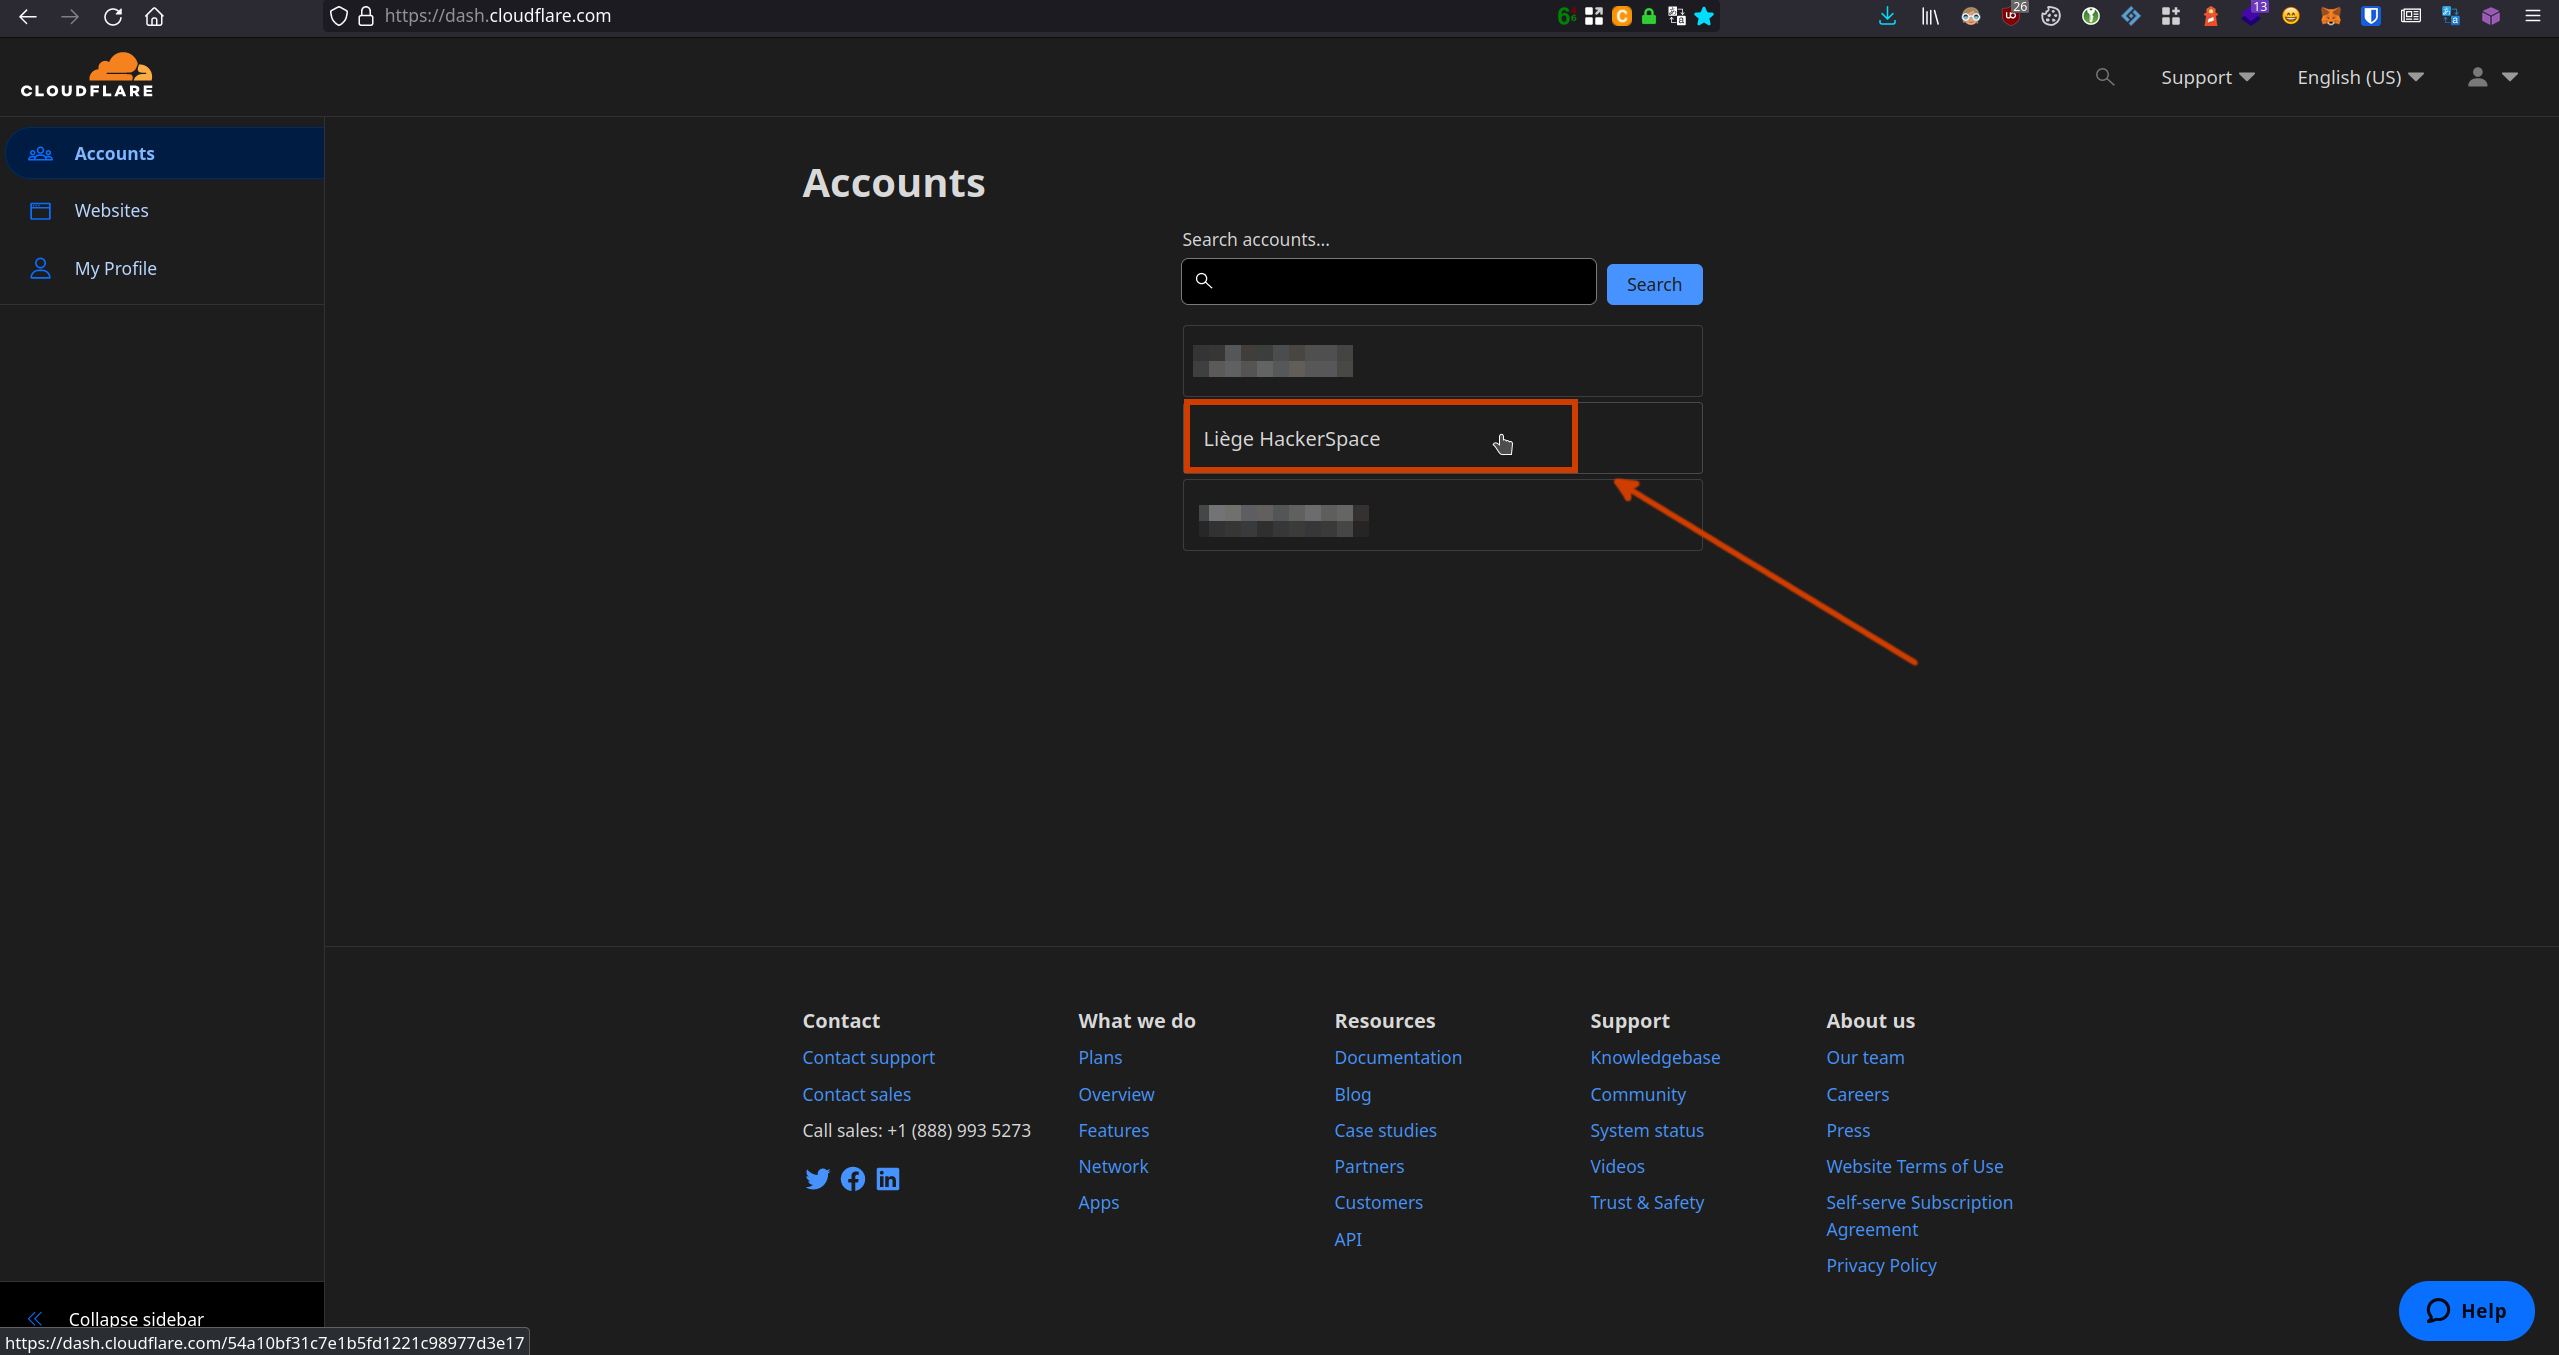 https://dash.cloudflare.com
26
13
CLOUDFLARE
Support
English (US)
Accounts
Websites
My Profile
Accounts
Search accounts...
Search
Liège HackerSpace
Contact
Contact support
Contact sales
Call sales: +1 (888) 993 5273
What we do
Plans
Overview
Features
Network
Apps
Resources
Documentation
Blog
Case studies
Partners
Customers
API
Support
Knowledgebase
Community
System status
Videos
Trust & Safety
About us
Our team
Careers
Press
Website Terms of Use
Self-serve Subscription
Agreement
Privacy Policy
Help
Collapse sidebar
https://dash.cloudflare.com/54a10bf31c7e1b5fd1221c98977d3e17